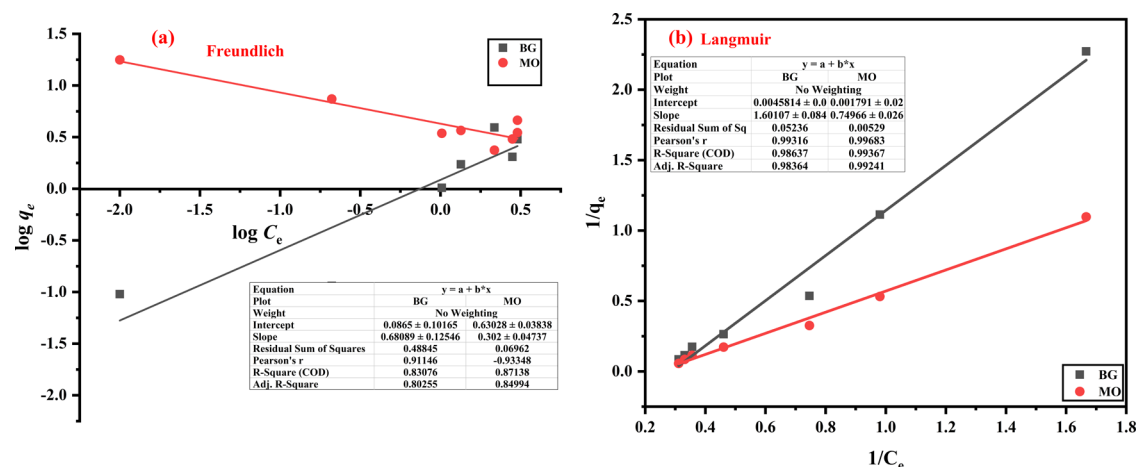 (a)
Freundlich
BG
MO
1.5
1.0
0.5
0.0
-0.5
-1.0
-1.5
-2.0
-2.0 -1.5 -1.0 -0.5 0.0 0.5
log qe
log Ce
Equation y = a + b*x
Plot BG MO
Weight No Weighting
Intercept 0.0865 ± 0.10165 0.63028 ± 0.03838
Slope 0.68089 ± 0.12546 0.302 ± 0.04737
Residual Sum of Squares 0.48845 0.06962
Pearson's r 0.91146 -0.93348
R-Square (COD) 0.83076 0.87138
Adj. R-Square 0.80255 0.84994
(b) Langmuir
Equation y = a + b*x
Plot BG MO
Weight No Weighting
Intercept 0.0045814 ± 0.0 0.001791 ± 0.02
Slope 1.60107 ± 0.084 0.74966 ± 0.026
Residual Sum of Sq 0.05236 0.00529
Pearson's r 0.99316 0.99683
R-Square (COD) 0.98637 0.99367
Adj. R-Square 0.98364 0.99241
2.5
2.0
1.5
1.0
0.5
0.0
1/qe
BG
MO
0.2 0.4 0.6 0.8 1.0 1.2 1.4 1.6 1.8
1/Ce